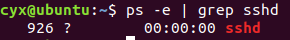 cyx@ubuntu:~$ ps -e | grep sshd
926 ? 00:00:00 sshd